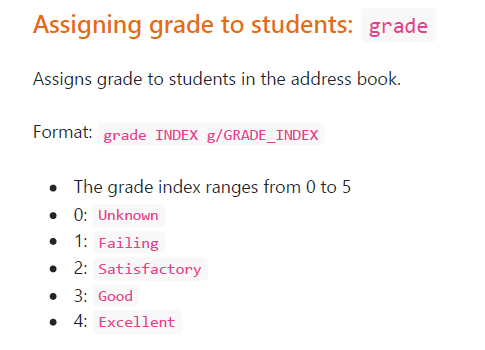 Assigning grade to students: grade
Assigns grade to students in the address book.
Format: grade INDEX g/GRADE_INDEX
• The grade index ranges from 0 to 5
• 0: Unknown
• 1: Failing
• 2: Satisfactory
• 3: Good
• 4: Excellent